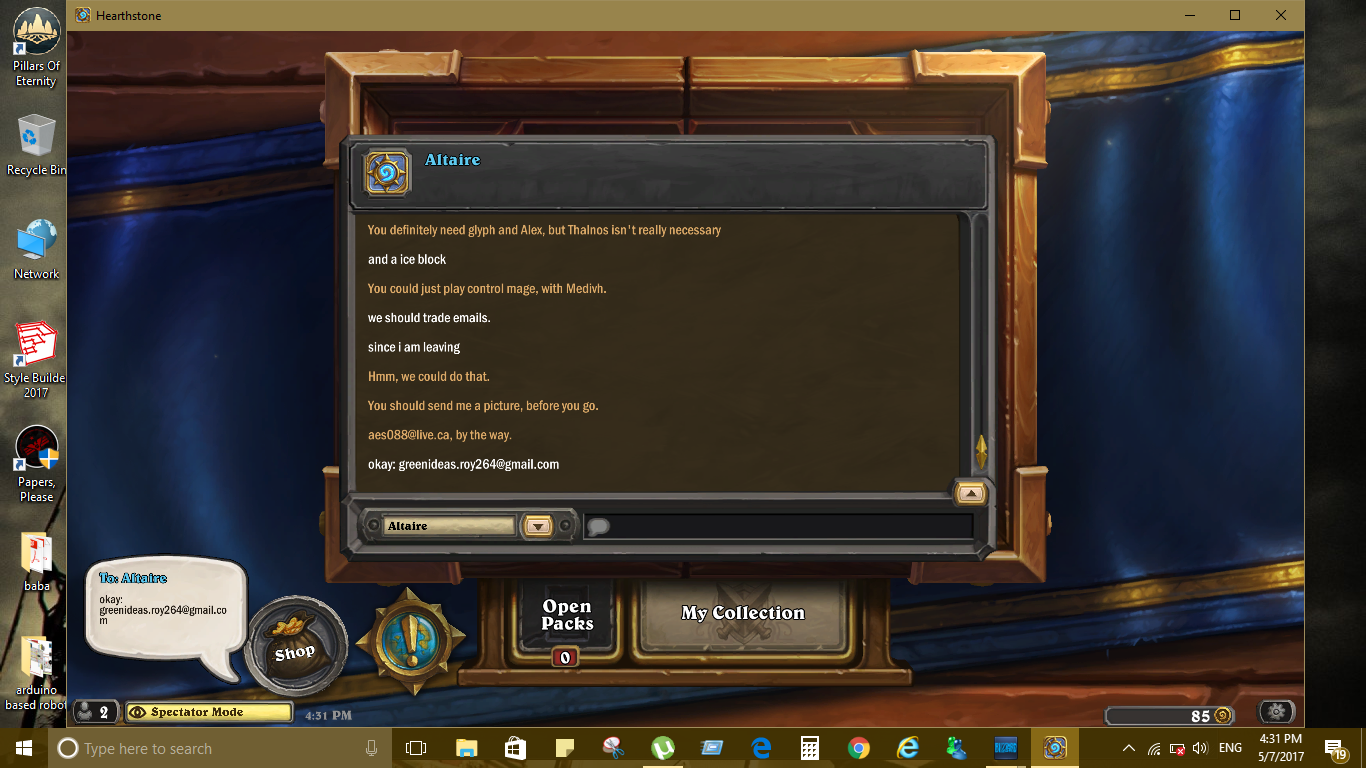 Hearthstone
Pillars Of
Eternity
Recycle Bin
Network
Style Builde
2017
Papers,
Please
baba
arduino
based robot
Altaire
You definitely need glyph and Alex, but Thalnos isn't really necessary
and a ice block
You could just play control mage, with Medivh.
we should trade emails.
since i am leaving
Hmm, we could do that.
You should send me a picture, before you go.
aes088@live.ca, by the way.
okay: greenideas.roy264@gmail.com
Altaire
To: Altaire
okay:
greenideas.roy264@gmail.co
m
Shop
Open
Packs
0
My Collection
2
Spectator Mode
4:31 PM
85
Type here to search
ENG
4:31 PM
5/7/2017
19